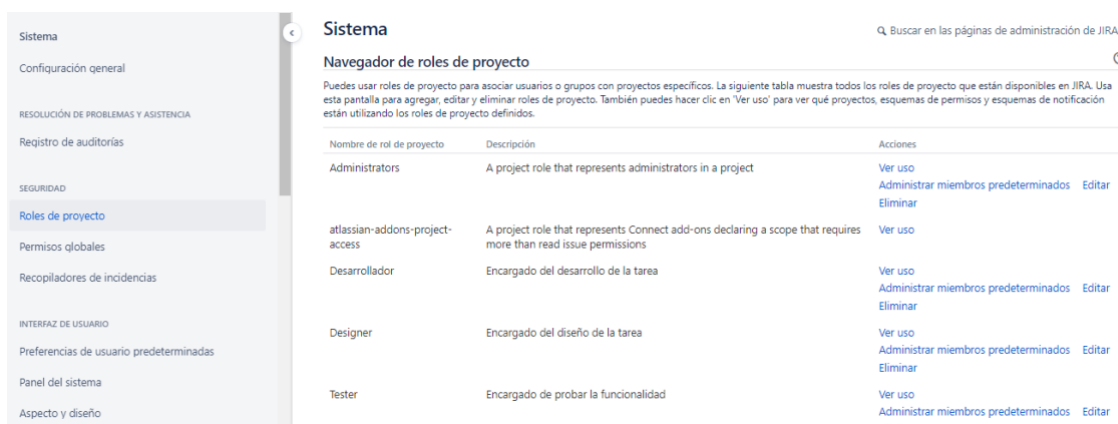 Sistema
Configuración general
RESOLUCIÓN DE PROBLEMAS Y ASISTENCIA
Registro de auditorías
SEGURIDAD
Roles de proyecto
Permisos globales
Recopiladores de incidencias
INTERFAZ DE USUARIO
Preferencias de usuario predeterminadas
Panel del sistema
Aspecto y diseño
Sistema
Buscar en las páginas de administración de JIRA
Navegador de roles de proyecto
Puedes usar roles de proyecto para asociar usuarios o grupos con proyectos específicos. La siguiente tabla muestra todos los roles de proyecto que están disponibles en JIRA. Usa
esta pantalla para agregar, editar y eliminar roles de proyecto. También puedes hacer clic en 'Ver uso' para ver qué proyectos, esquemas de permisos y esquemas de notificación
están utilizando los roles de proyecto definidos.
Nombre de rol de proyecto Descripción Acciones
Administrators A project role that represents administrators in a project Ver uso
Administrar miembros predeterminados Editar
Eliminar
atlassian-addons-project- A project role that represents Connect add-ons declaring a scope that requires Ver uso
access more than read issue permissions
Desarrollador Encargado del desarrollo de la tarea Ver uso
Administrar miembros predeterminados Editar
Eliminar
Designer Encargado del diseño de la tarea Ver uso
Administrar miembros predeterminados Editar
Eliminar
Tester Encargado de probar la funcionalidad Ver uso
Administrar miembros predeterminados Editar